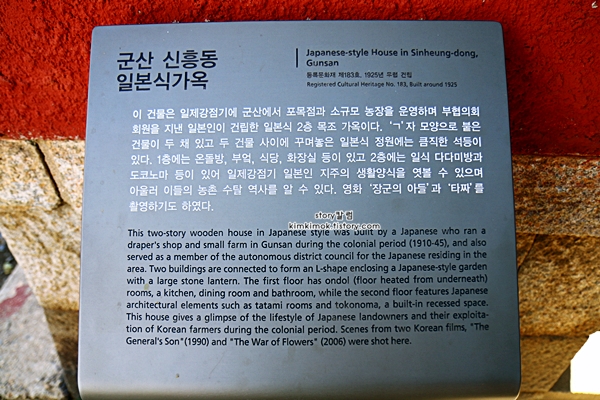 군산 신흥동
일본식가옥
Japanese-style House in Sinheung-dong,
Gunsan
등록문화재 제183호, 1925년 무렵 건립
Registered Cultural Heritage No. 183, Built around 1925
이 건물은 일제강점기에 군산에서 포목점과 소규모 농장을 운영하며 부협의회
회원을 지낸 일본인이 건립한 일본식 2층 목조 가옥이다. ‘ㄱ’자 모양으로 붙은
건물이 두 채 있고 두 건물 사이에 꾸며놓은 일본식 정원에는 큼직한 석등이
있다. 1층에는 온돌방, 부엌, 식당, 화장실 등이 있고 2층에는 일식 다다미방과
도코노마 등이 있어 일제강점기 일본인 지주의 생활양식을 엿볼 수 있으며
아울러 이들의 농촌 수탈 역사를 알 수 있다. 영화 ‘장군의 아들’과 ‘타짜’를
촬영하기도 하였다.
story팔럼
kimkimok-tistory.com
This two-story wooden house in Japanese style was built by a Japanese who ran a
draper's shop and small farm in Gunsan during the colonial period (1910-45), and also
served as a member of the autonomous district council for the Japanese residing in the
area. Two buildings are connected to form an L-shape enclosing a Japanese-style garden
with a large stone lantern. The first floor has ondol (floor heated from underneath)
rooms, a kitchen, dining room and bathroom, while the second floor features Japanese
architectural elements such as tatami rooms and tokonoma, a built-in recessed space.
This house gives a glimpse of the lifestyle of Japanese landowners and their exploita-
tion of Korean farmers during the colonial period. Scenes from two Korean films, "The
General's Son"(1990) and "The War of Flowers" (2006) were shot here.